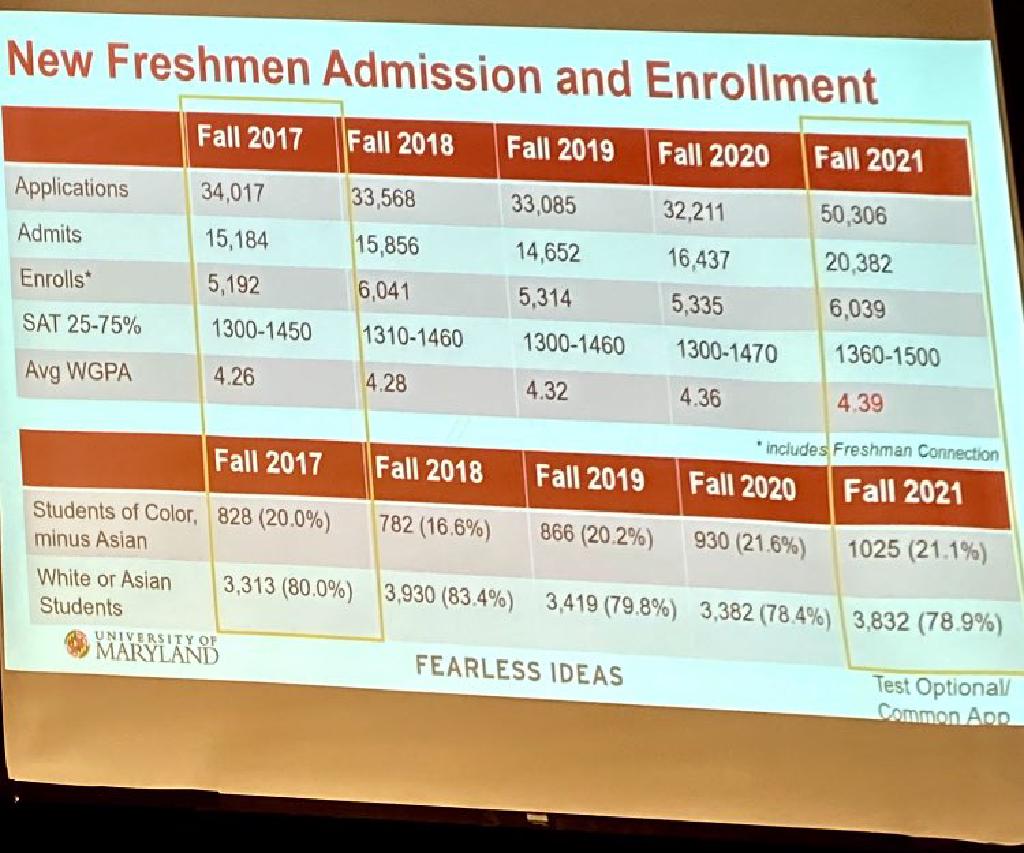 New Freshmen Admission and Enrollment
Fall 2017 Fall 2018 Fall 2019 Fall 2020 Fall 2021
Applications 34,017 33,568 33,085 32,211 50,306
Admits 15,184 15,856 14,652 16,437 20,382
Enrolls* 5,192 6,041 5,314 5,335 6,039
SAT 25-75% 1300-1450 1310-1460 1300-1460 1300-1470 1360-1500
Avg WGPA 4.26 4.28 4.32 4.36 4.39
* includes Freshman Connection
Fall 2017 Fall 2018 Fall 2019 Fall 2020 Fall 2021
Students of Color, 828 (20.0%) 782 (16.6%) 866 (20.2%) 930 (21.6%) 1025 (21.1%)
minus Asian
White or Asian 3,313 (80.0%) 3,930 (83.4%) 3,419 (79.8%) 3,382 (78.4%) 3,832 (78.9%)
Students
UNIVERSITY OF
MARYLAND
FEARLESS IDEAS
Test Optional/
Common App